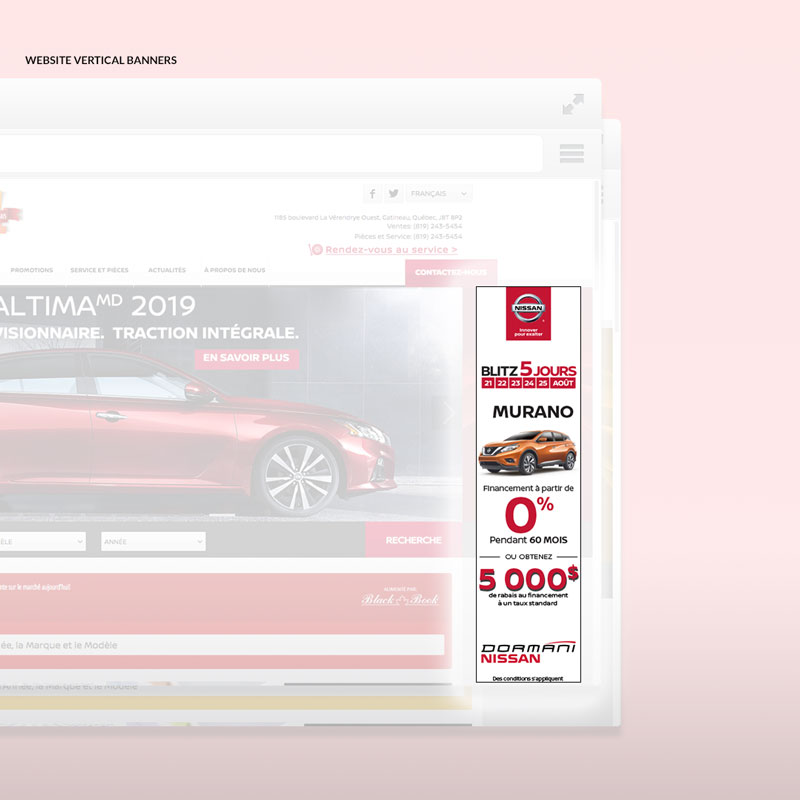 WEBSITE VERTICAL BANNERS
FRANÇAIS
1185 boulevard La Vérendrye Ouest, Gatineau, Québec, J8T 8P2
Ventes: (819) 243-5454
Pièces et Service: (819) 243-5454
Rendez-vous au service >
PROMOTIONS SERVICE ET PIÈCES ACTUALITÉS À PROPOS DE NOUS
CONTACTEZ-NOUS
ALTIMAMD 2019
VISIONNAIRE. TRACTION INTÉGRALE.
EN SAVOIR PLUS
ÈLE ANNÉE RECHERCHE
nte sur le marché aujourd'hui!
ALIMENTÉ PAR:
Black Book
ée, la Marque et le Modèle
l'Année, la Marque et le Modèle
NISSAN
Innover
pour exciter
BLITZ 5 JOURS
21 22 23 24 25 AOÛT
MURANO
Financement à partir de
0%
Pendant 60 MOIS
OU OBTENEZ
5 000$
de rabais au financement
à un taux standard
DORMANI
NISSAN
Des conditions s'appliquent